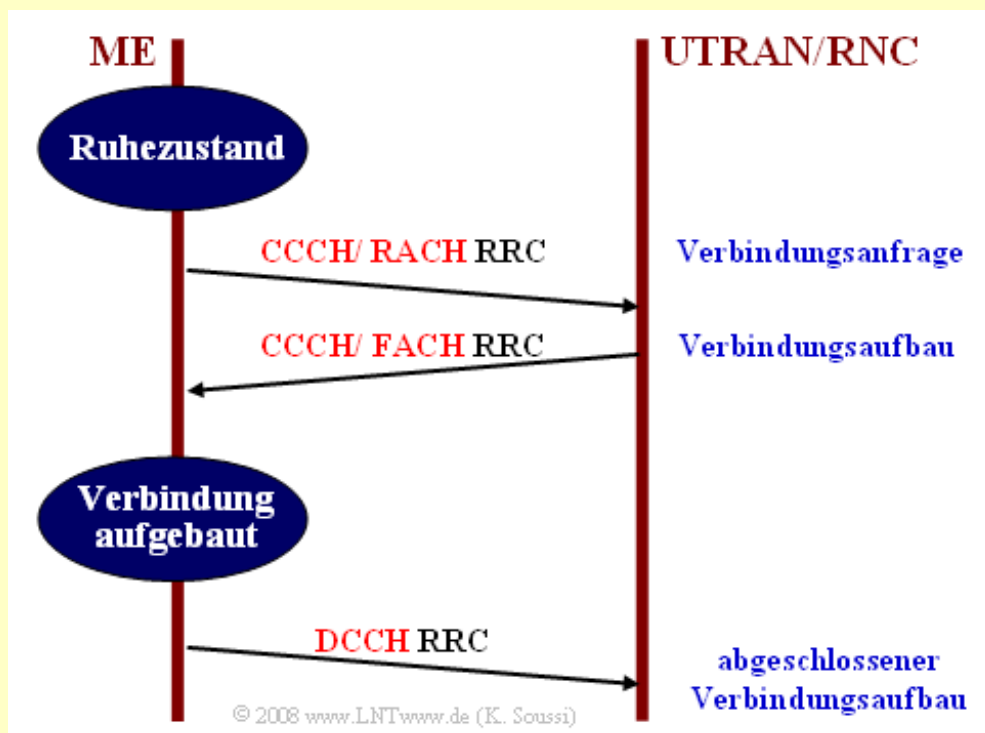 ME
UTRAN/RNC
Ruhezustand
CCCH/ RACH RRC
Verbindungsanfrage
CCCH/ FACH RRC
Verbindungsaufbau
Verbindung
aufgebaut
DCCH RRC
abgeschlossener
Verbindungsaufbau
© 2008 www.LNTwww.de (K. Soussi)